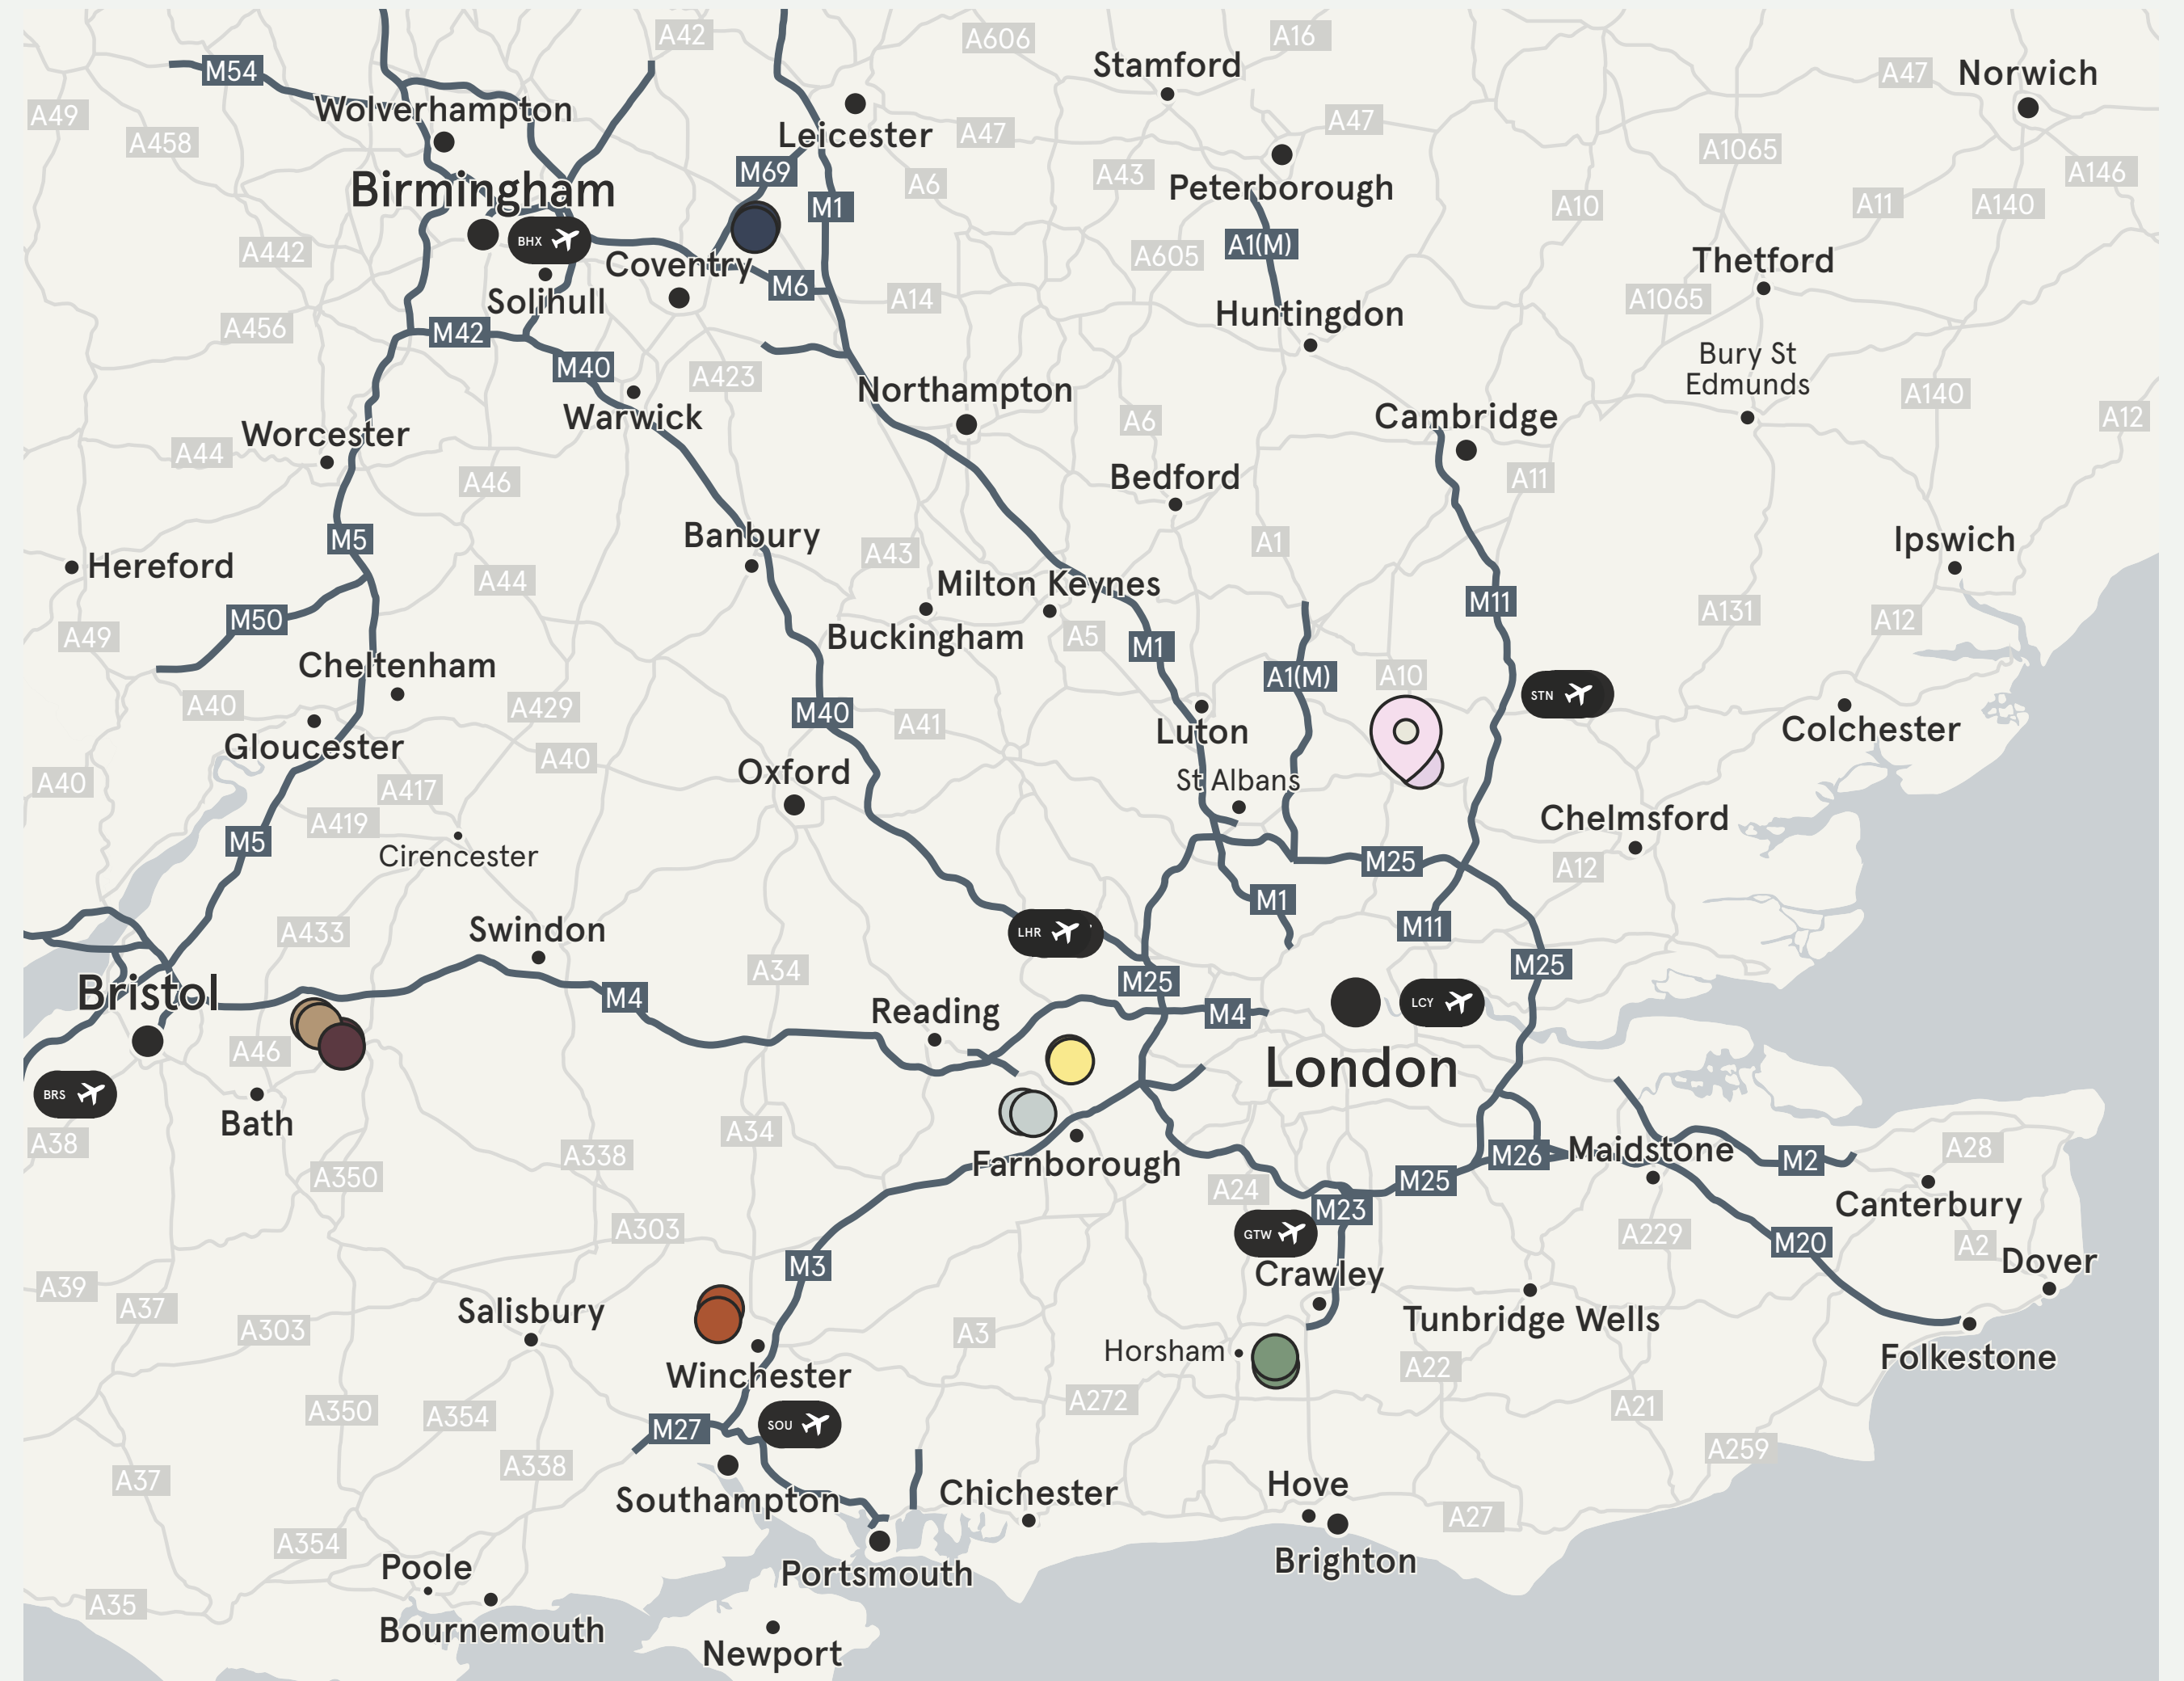 A42
A606
A16
Stamford
M54
A47
Norwich
Wolverhampton
A49
A458
Leicester
A47
A47
A1065
M69
A6
A43
A146
Birmingham
Peterborough
M1
A10
A11
A140
BHX
A442
A1(M)
A605
Coventry
Thetford
M6
A14
A1065
Solihull
Huntingdon
A456
M42
Bury St
Edmunds
M40
A423
Northampton
A140
Warwick
A6
Cambridge
A12
Worcester
A44
A46
Bedford
A11
M5
Banbury
A1
Ipswich
A43
Hereford
A44
Milton Keynes
M11
M50
A131
A12
A49
Buckingham
A5
M1
Cheltenham
A1(M)
A10
STN
A40
A429
M40
A41
Luton
Colchester
Gloucester
A40
Oxford
A40
St Albans
A417
A419
Chelmsford
M5
Cirencester
M25
A12
M1
A433
Swindon
LHR
M11
M25
A34
M25
Bristol
M4
Reading
M4
LCY
A46
London
BRS
Bath
A38
A34
A338
Farnborough
M26
Maidstone
M2
A28
A350
A24
M25
Canterbury
M23
A303
GTW
A229
M20
A2
M3
Crawley
Dover
A39
A37
Salisbury
A303
A3
Tunbridge Wells
Horsham
Winchester
A22
Folkestone
A350
A354
A272
A21
M27
SOU
A259
A338
A37
Southampton
Chichester
Hove
A27
A354
Poole
Portsmouth
Brighton
A35
Bournemouth
Newport